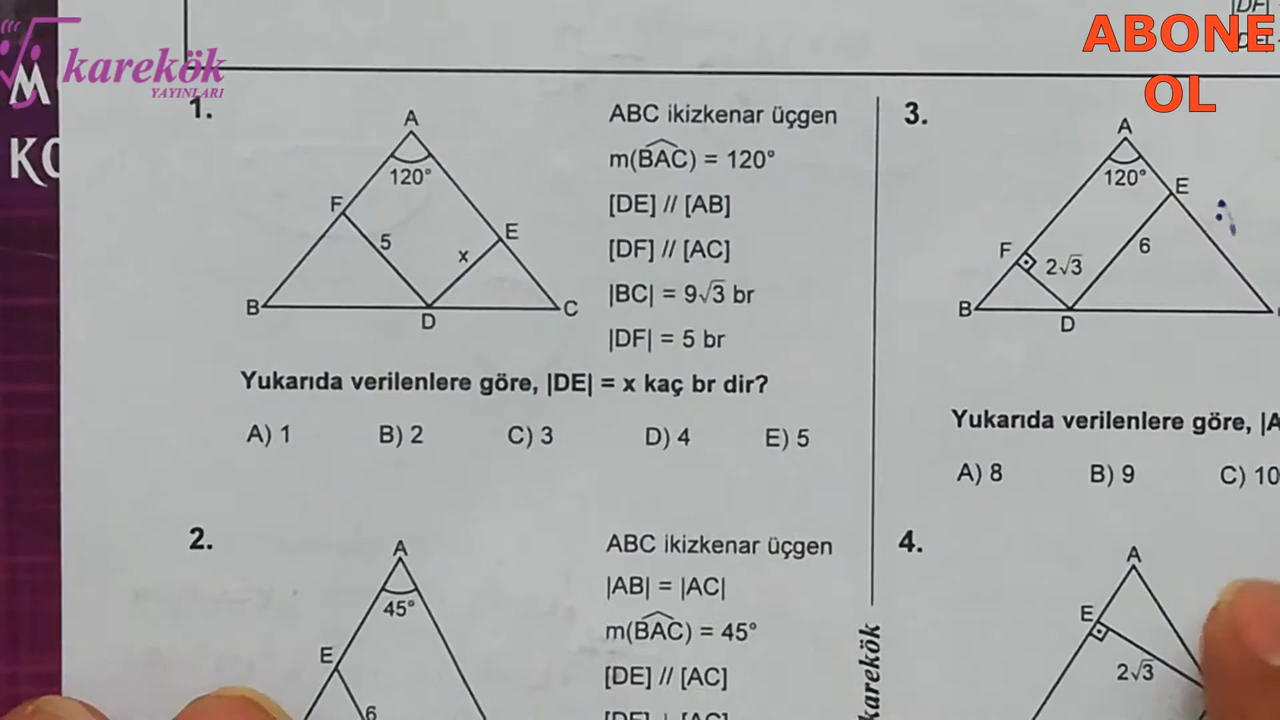 ABONE
OL
karekök
YAYINLARI
M
1.
A
120°
F
5
x
E
B
D
C
ABC ikizkenar üçgen
m(BAC) = 120°
[DE] // [AB]
[DF] // [AC]
|BC| = 9√3 br
|DF| = 5 br
Yukarıda verilenlere göre, |DE| = x kaç br dir?
A) 1 B) 2 C) 3 D) 4 E) 5
2.
A
45°
E
6
ABC ikizkenar üçgen
|AB| = |AC|
m(BAC) = 45°
[DE] // [AC]
karekök
3.
A
120°
E
F
2√3
6
B
D
Yukarıda verilenlere göre, |A
A) 8 B) 9 C) 10
4.
A
E
2√3